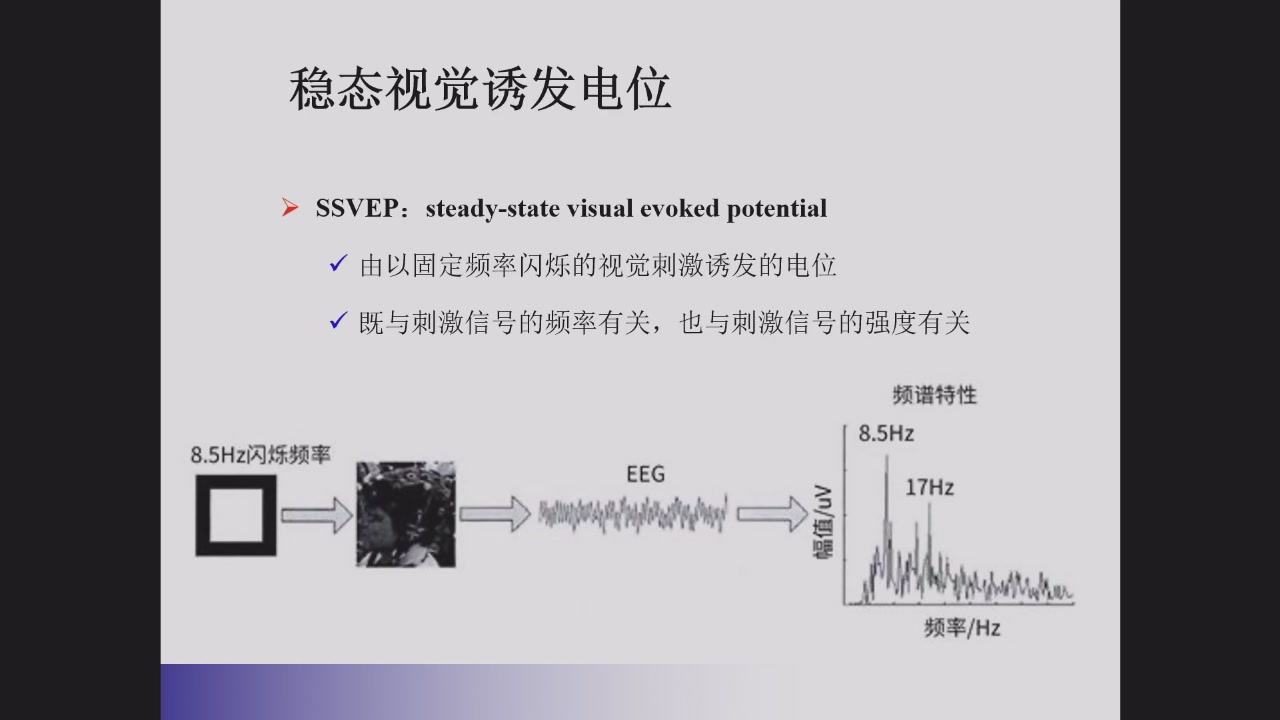 稳态视觉诱发电位
SSVEP：steady-state visual evoked potential
由以固定频率闪烁的视觉刺激诱发的电位
既与刺激信号的频率有关，也与刺激信号的强度有关
8.5Hz闪烁频率
EEG
频谱特性
8.5Hz
17Hz
幅值/uV
频率/Hz